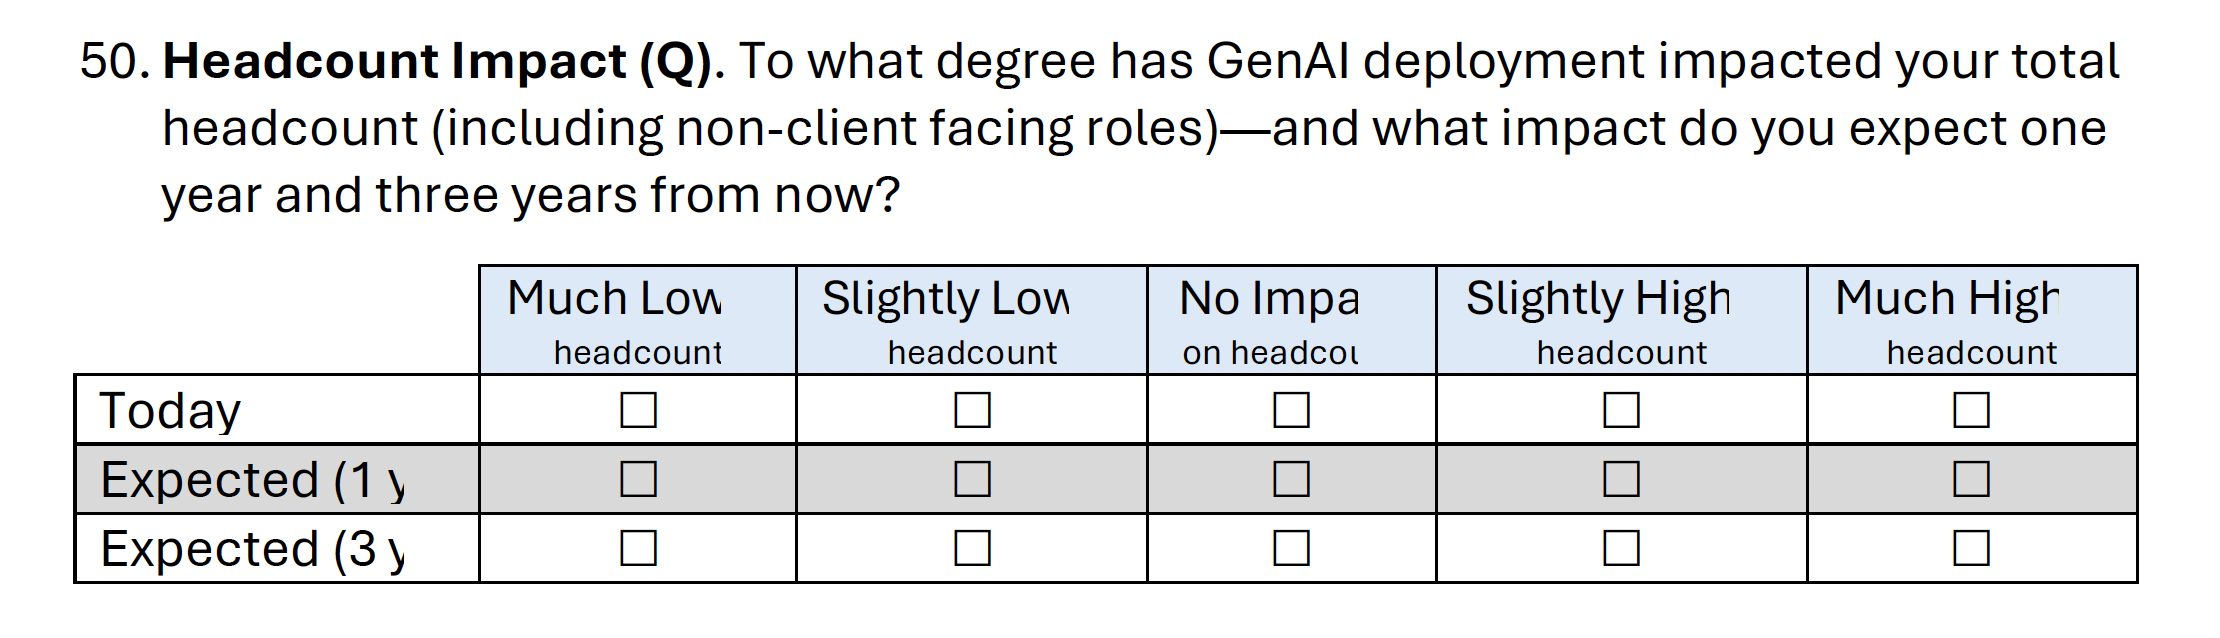 50. Headcount Impact (Q). To what degree has GenAI deployment impacted your total
headcount (including non-client facing roles)—and what impact do you expect one
year and three years from now?
Much Low Slightly Low No Impa Slightly High Much High
headcount headcount on headcou headcount headcount
Today ☐ ☐ ☐ ☐ ☐
Expected (1 y ☐ ☐ ☐ ☐ ☐
Expected (3 y ☐ ☐ ☐ ☐ ☐